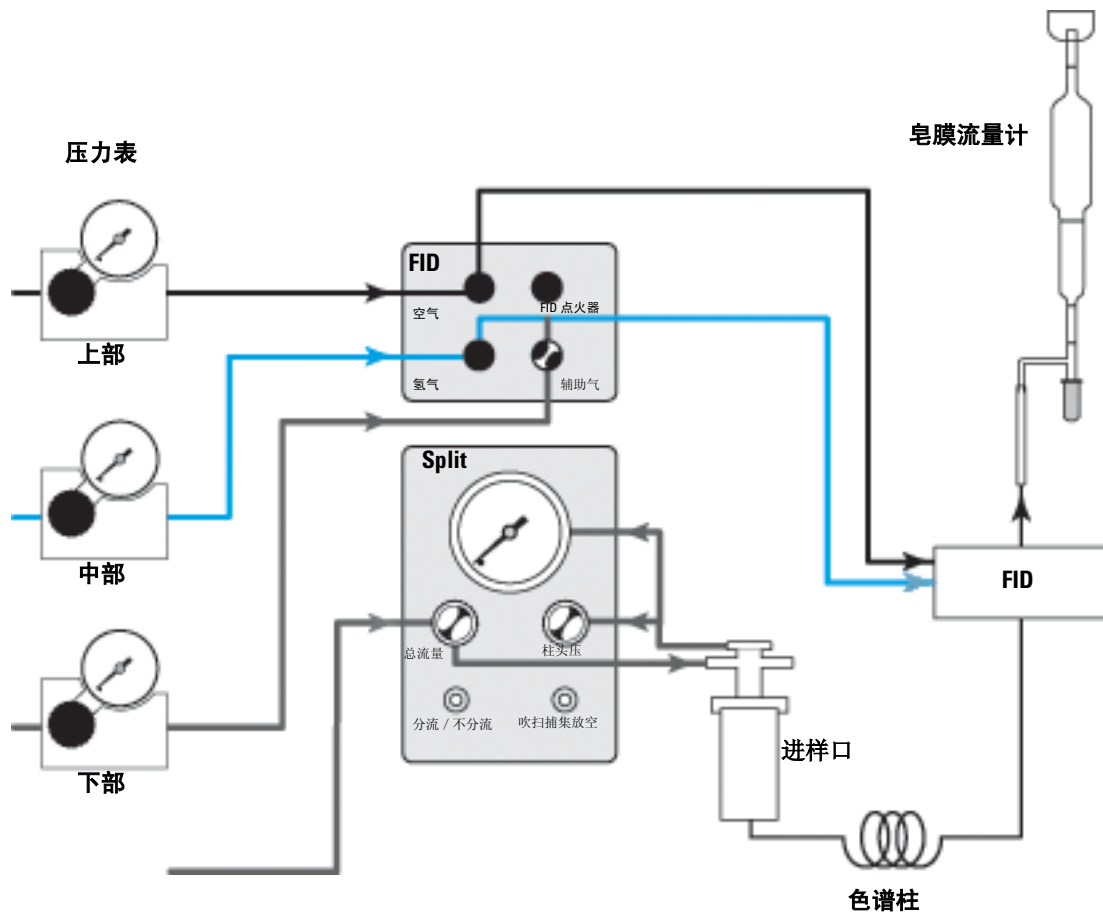 皂膜流量计
压力表
FID
空气
FID 点火器
上部
氢气
辅助气
Split
中部
FID
总流量
柱头压
分流 / 不分流
吹扫捕集放空
进样口
下部
色谱柱